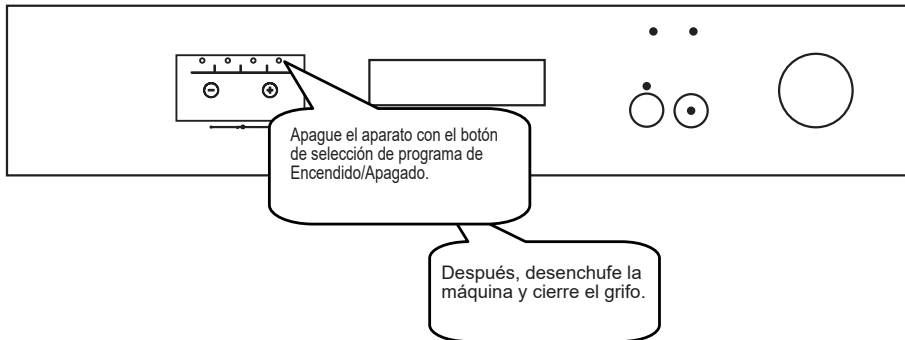 Apague el aparato con el botón
de selección de programa de
Encendido/Apagado.
Después, desenchufe la
máquina y cierre el grifo.